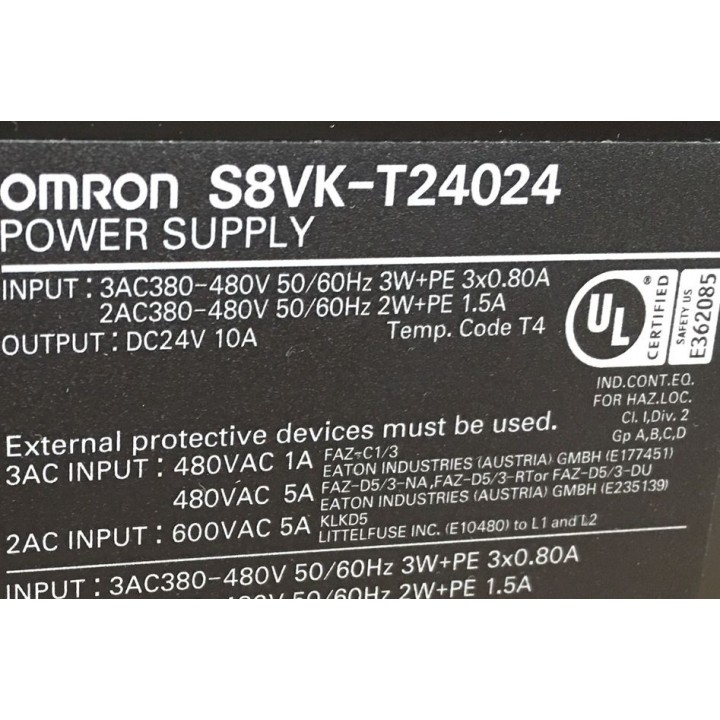 OMRON S8VK-T24024
POWER SUPPLY
INPUT : 3AC380-480V 50/60Hz 3W+PE 3x0.80A
2AC380-480V 50/60Hz 2W+PE 1.5A
OUTPUT : DC24V 10A Temp. Code T4
UL ® CERTIFIED SAFETY US E362085
IND.CONT.EQ.
FOR HAZ.LOC.
Cl. I,Div. 2
Gp A,B,C,D
External protective devices must be used.
3AC INPUT : 480VAC 1A FAZ-C1/3
EATON INDUSTRIES (AUSTRIA) GMBH (E177451)
480VAC 5A FAZ-D5/3-NA,FAZ-D5/3-RTor FAZ-D5/3-DU
EATON INDUSTRIES (AUSTRIA) GMBH (E235139)
2AC INPUT : 600VAC 5A KLKD5
LITTELFUSE INC. (E10480) to L1 and L2
INPUT : 3AC380-480V 50/60Hz 3W+PE 3x0.80A
480V 50/60Hz 2W+PE 1.5A